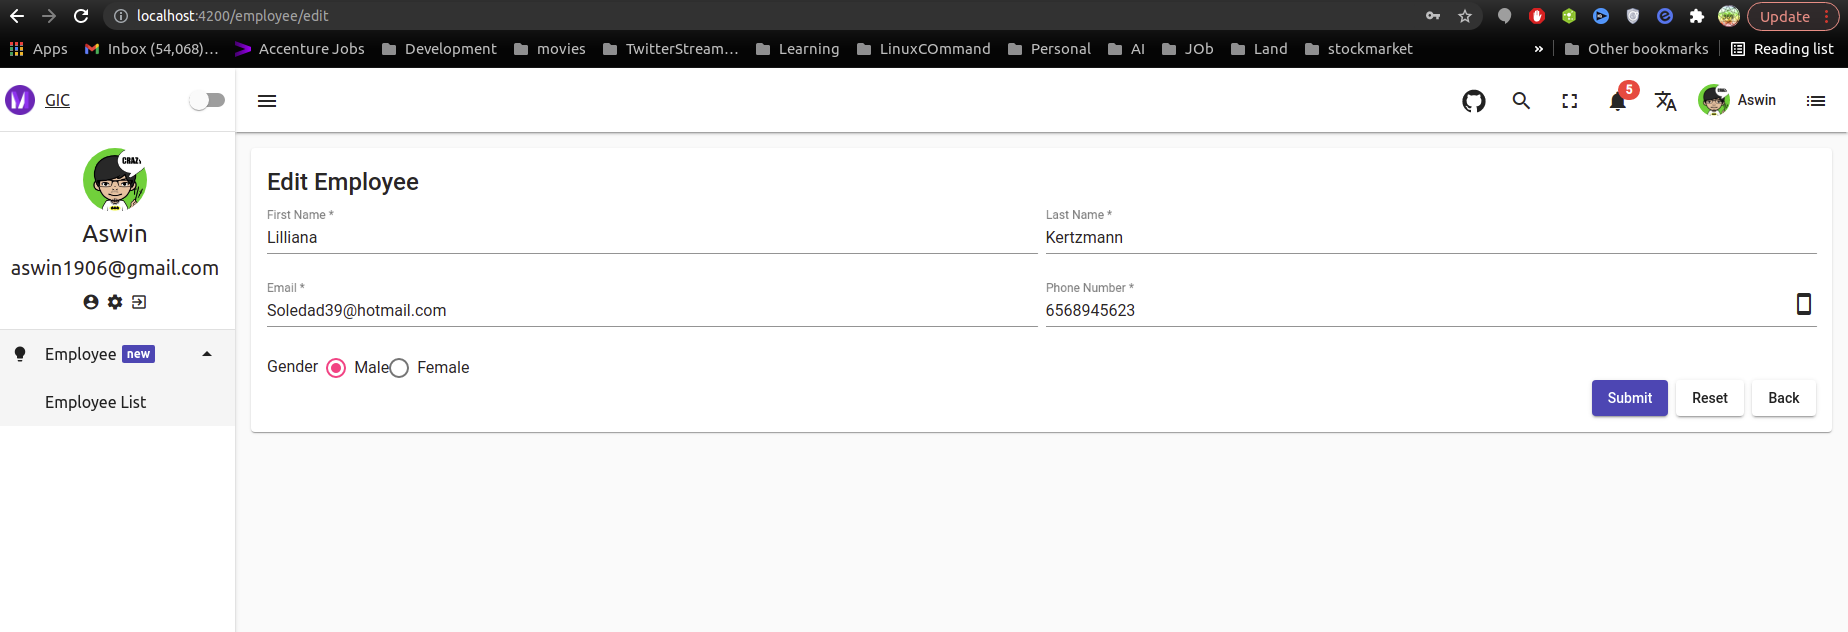 localhost:4200/employee/edit
Update
Apps
Inbox (54,068)...
Accenture Jobs
Development
movies
TwitterStream...
Learning
LinuxCOmmand
Personal
AI
JOb
Land
stockmarket
»
Other bookmarks
Reading list
GIC
5
Aswin
CRAZY
Aswin
aswin1906@gmail.com
Employee new
Employee List
Edit Employee
First Name *
Lilliana
Last Name *
Kertzmann
Email *
Soledad39@hotmail.com
Phone Number *
6568945623
Gender Male Female
Submit
Reset
Back